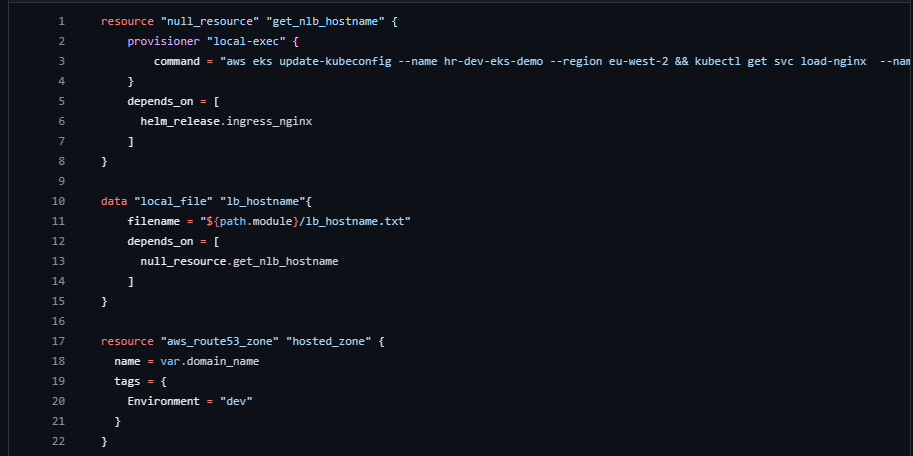 1 resource "null_resource" "get_nlb_hostname" {
2 provisioner "local-exec" {
3 command = "aws eks update-kubeconfig --name hr-dev-eks-demo --region eu-west-2 && kubectl get svc load-nginx --nam
4 }
5 depends_on = [
6 helm_release.ingress_nginx
7 ]
8 }
9
10 data "local_file" "lb_hostname"{
11 filename = "${path.module}/lb_hostname.txt"
12 depends_on = [
13 null_resource.get_nlb_hostname
14 ]
15 }
16
17 resource "aws_route53_zone" "hosted_zone" {
18 name = var.domain_name
19 tags = {
20 Environment = "dev"
21 }
22 }